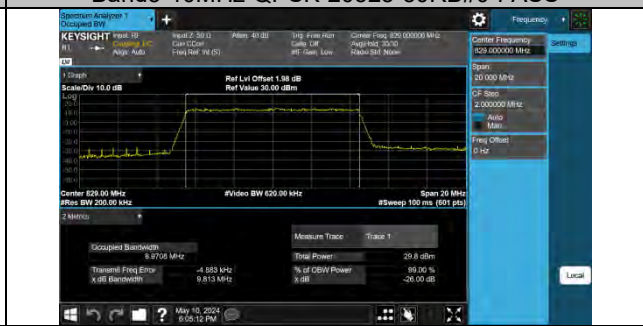 Spectrum Analyzer 1
Occupied BW
Frequency
KEYSIGHT Input: RF
Input Z: 50 Ω
Atten: 40 dB
Trig: Free Run
Center Freq: 829.000000 MHz
Corr CCorr
Gate: Off
Avg|Hold: 30/30
Align: Auto
Freq Ref: Int (S)
#IF Gain: Low
Radio Std: None
Center Frequency
829.000000 MHz
Settings
Span
20.000 MHz
CF Step
2.000000 MHz
Auto
Man
Freq Offset
0 Hz
1 Graph
Scale/Div 10.0 dB
Ref Lvl Offset 1.98 dB
Ref Value 30.00 dBm
Log
Center 829.00 MHz
#Video BW 620.00 kHz
Span 20 MHz
#Res BW 200.00 kHz
#Sweep 100 ms (601 pts)
2 Metrics
Measure Trace
Trace 1
Occupied Bandwidth
8.9708 MHz
Total Power
29.8 dBm
Transmit Freq Error
-4.883 kHz
% of OBW Power
99.00 %
x dB Bandwidth
9.813 MHz
x dB
-26.00 dB
Local
May 10, 2024
6:05:12 PM